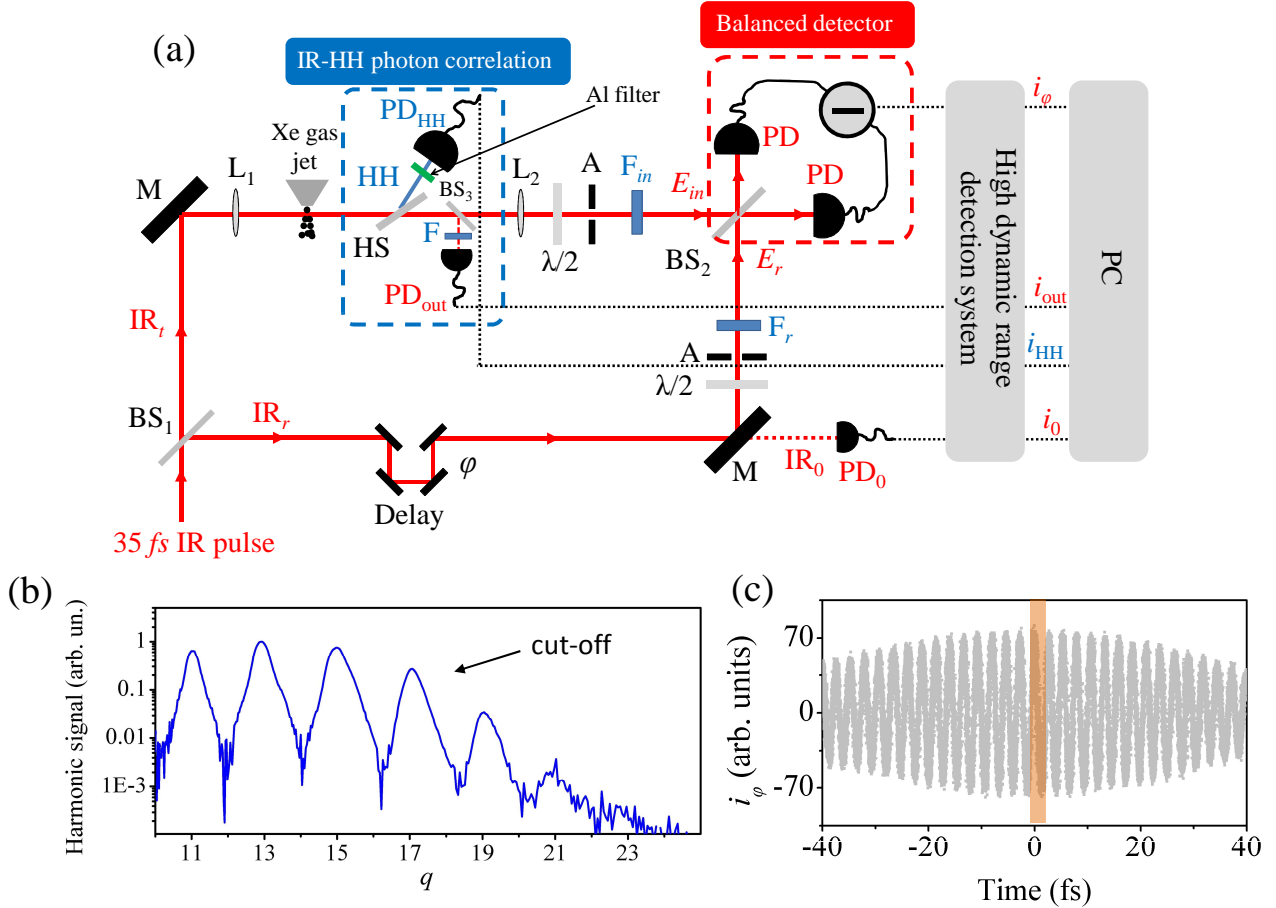 (a)
Balanced detector
IR-HH photon correlation
Al filter
PD_HH
Xe gas
jet
L_1
M
HH
BS_3
L_2
A
F_in
E_in
PD
PD
i_φ
HS
F
λ/2
BS_2
E_r
PD_out
IR_t
F_r
A
λ/2
i_out
i_HH
High dynamic range
detection system
PC
BS_1
IR_r
φ
Delay
M
IR_0
PD_0
i_0
35 fs IR pulse
(b)
Harmonic signal (arb. un.)
1
0.1
0.01
1E-3
cut-off
11 13 15 17 19 21 23
q
(c)
i_φ (arb. units)
70
0
-70
-40 -20 0 20 40
Time (fs)